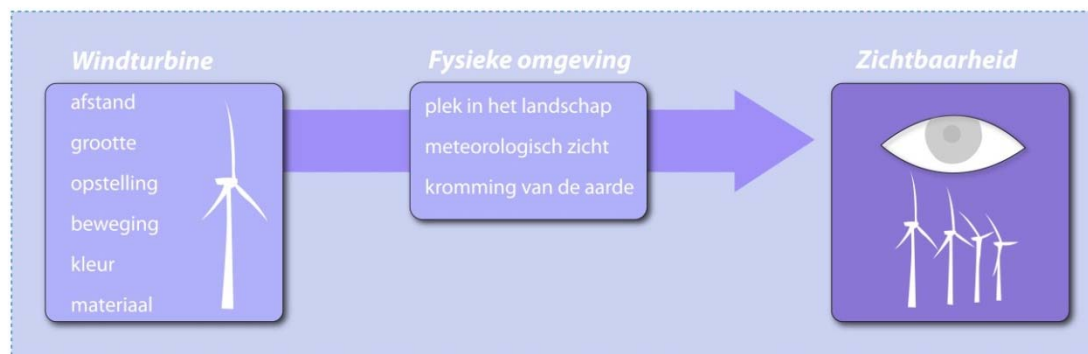 Windturbine
afstand
grootte
opstelling
beweging
kleur
materiaal
Fysieke omgeving
plek in het landschap
meteorologisch zicht
kromming van de aarde
Zichtbaarheid